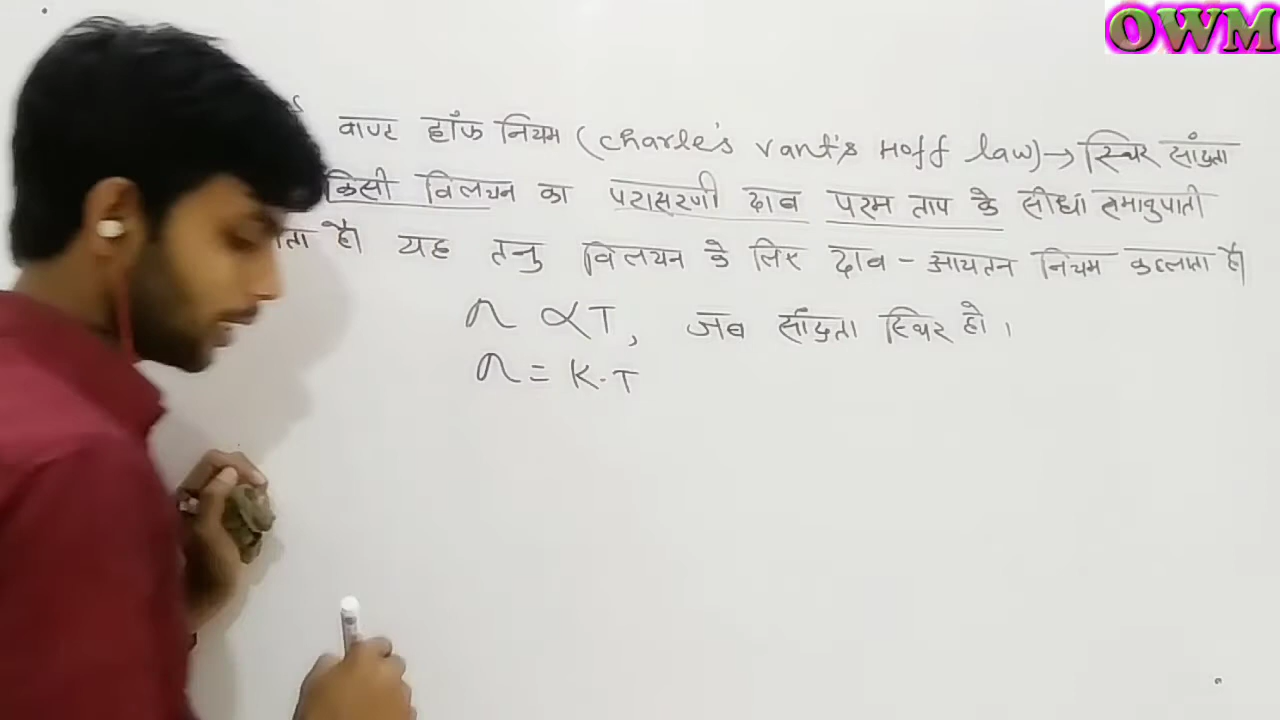 OWM
वाण्ट हॉफ नियम (Charle's vant's Hoff law) → स्थिर सांद्रता
किसी विलयन का परासरणी दाब परम ताप के सीधा समानुपाती
है। यह तनु विलयन के लिए दाब - आयतन नियम कहलाता है।
π ∝ T, जब सांद्रता स्थिर हो।
π = K.T